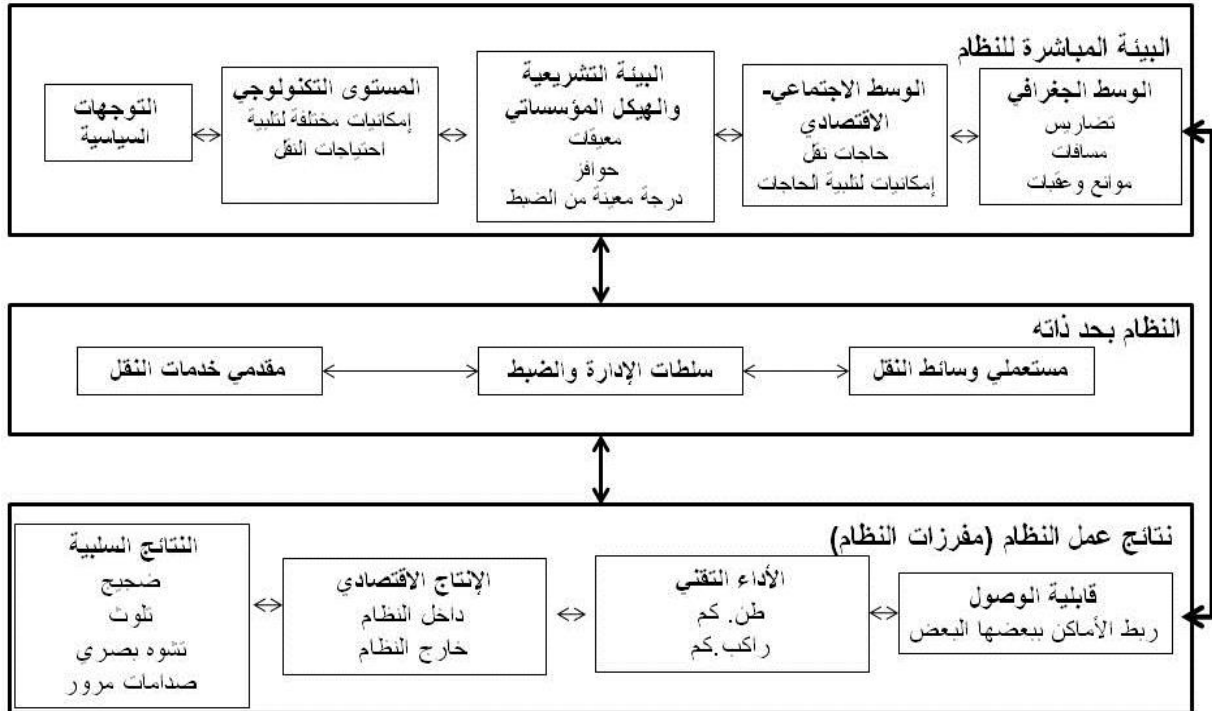 البيئة المباشرة للنظام
الوسط الجغرافي
تضاريس
مسافات
موانع وعقبات
الوسط الاجتماعي-
الاقتصادي
حاجات نقل
إمكانيات لتلبية الحاجات
البيئة التشريعية
والهيكل المؤسساتي
معيقات
حوافز
درجة معينة من الضبط
المستوى التكنولوجي
إمكانيات مختلفة لتلبية
احتياجات النقل
التوجهات
السياسية
النظام بحد ذاته
مستعملي وسائط النقل
سلطات الإدارة والضبط
مقدمي خدمات النقل
نتائج عمل النظام (مفرزات النظام)
قابلية الوصول
ربط الأماكن ببعضها البعض
الأداء التقني
طن. كم
راكب.كم
الإنتاج الاقتصادي
داخل النظام
خارج النظام
النتائج السلبية
ضجيج
تلوث
تشوه بصري
صدامات مرور